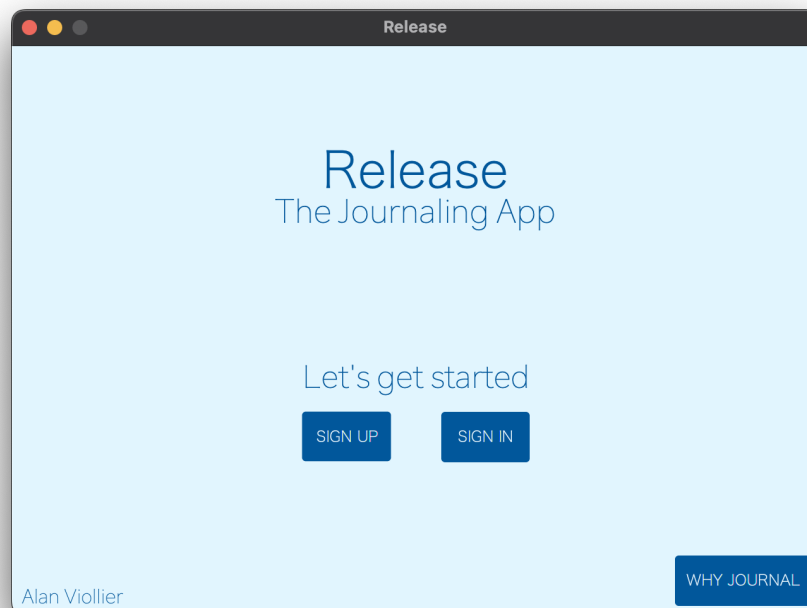 Release
Release
The Journaling App
Let's get started
SIGN UP
SIGN IN
WHY JOURNAL
Alan Viollier